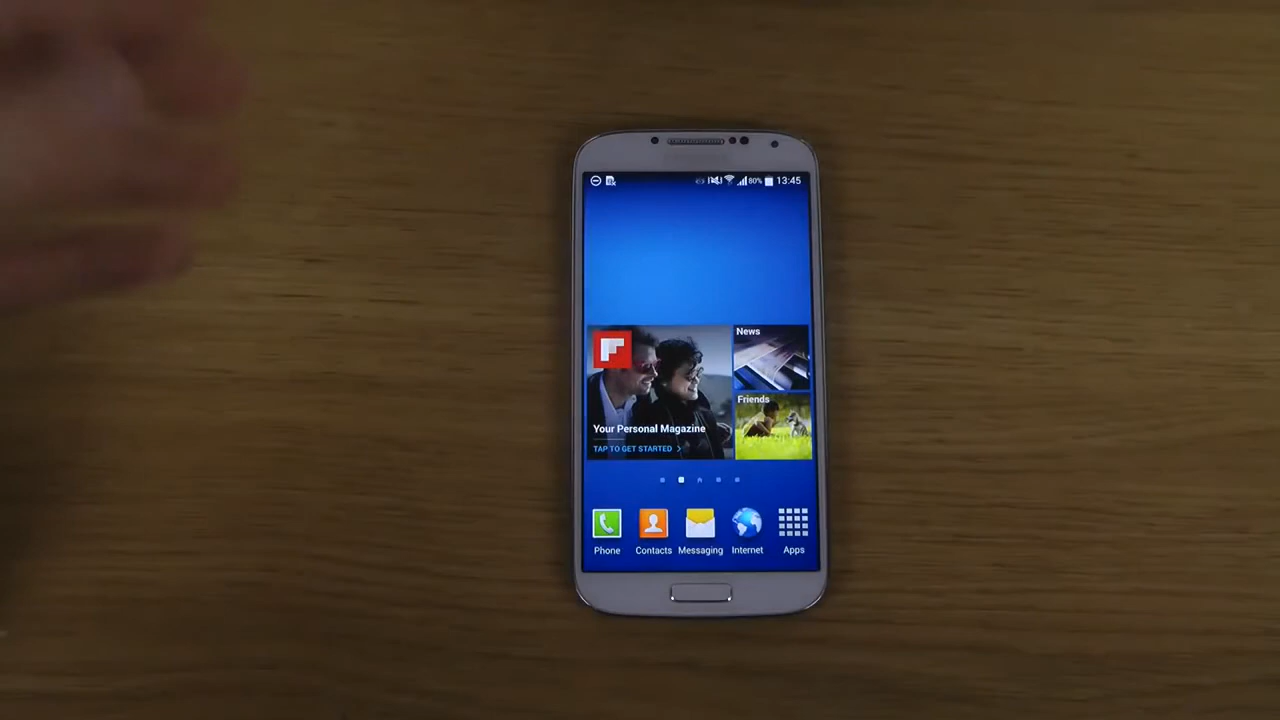 80% 13:45
News
Friends
Your Personal Magazine
TAP TO GET STARTED
Phone Contacts Messaging Internet Apps